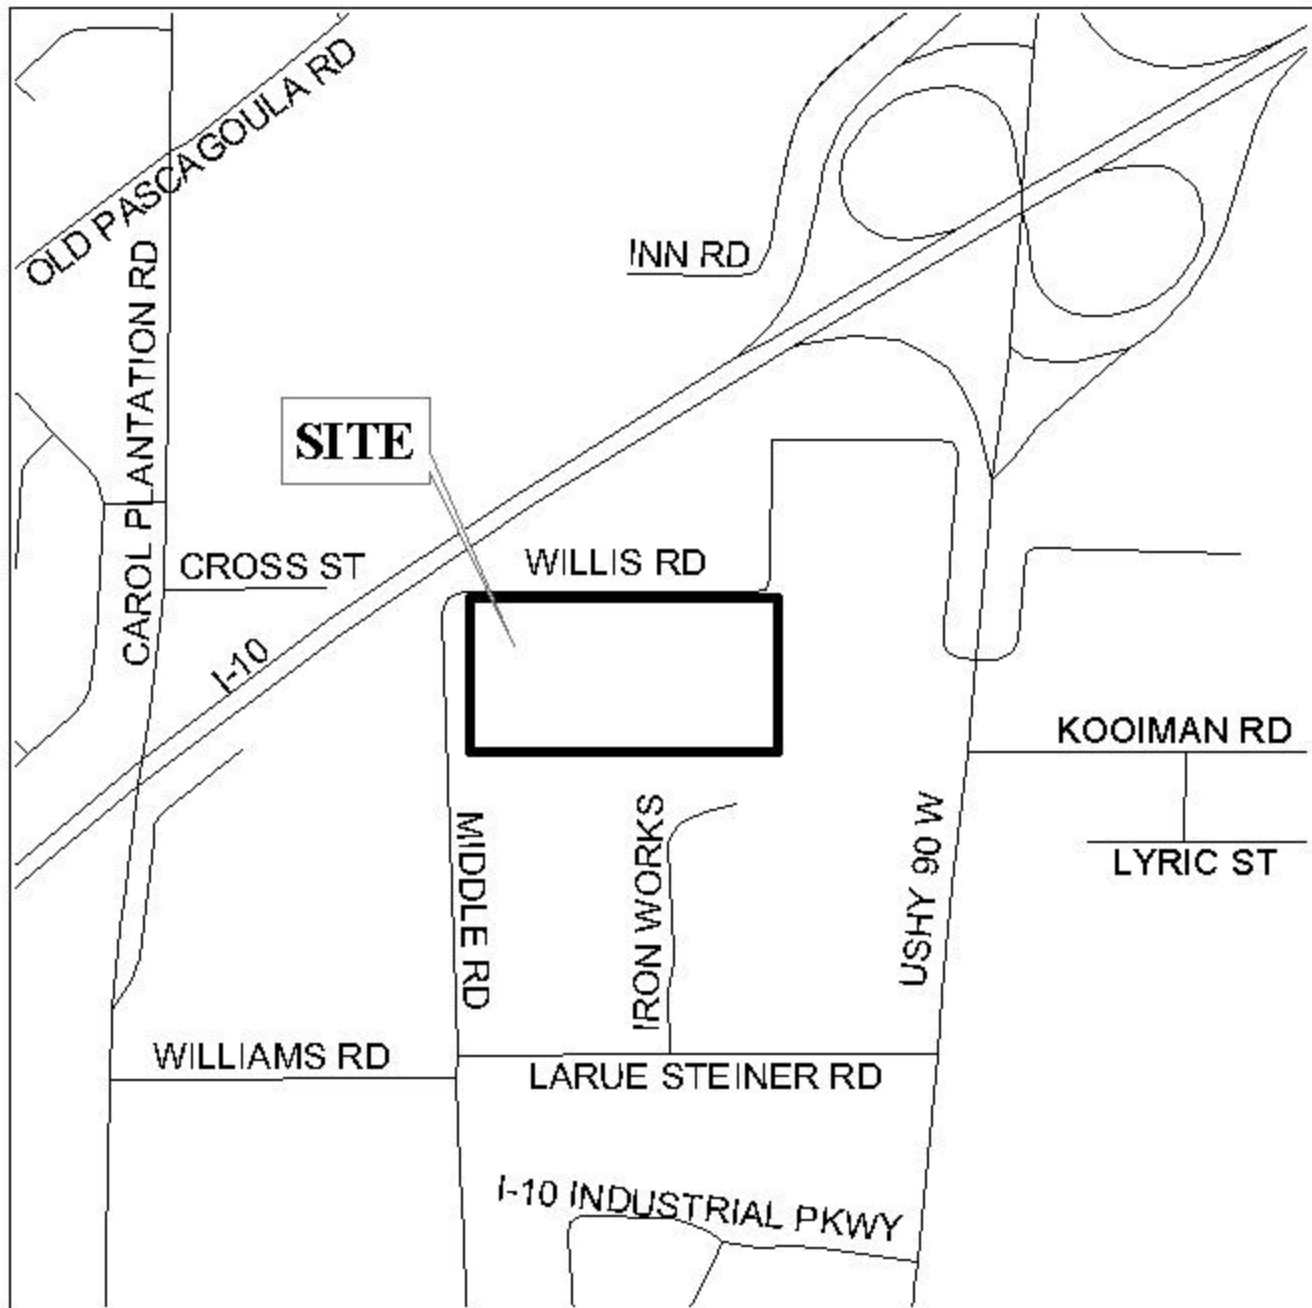 OLD PASCAGOULA RD
INN RD
CAROL PLANTATION RD
SITE
CROSS ST
WILLIS RD
I-10
KOOIMAN RD
MIDDLE RD
IRON WORKS
USHY 90 W
LYRIC ST
WILLIAMS RD
LARUE STEINER RD
I-10 INDUSTRIAL PKWY